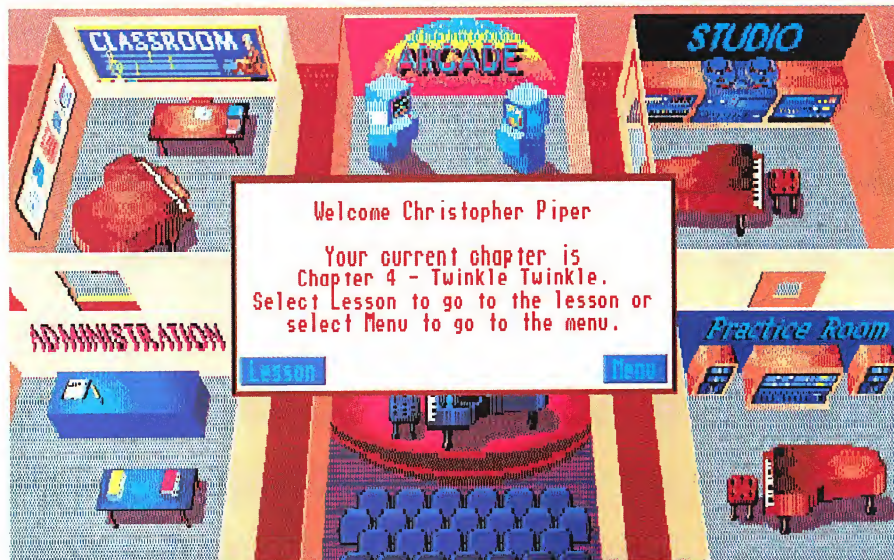 CLASSROOM
ARCADE
STUDIO
Welcome Christopher Piper
Your current chapter is
Chapter 4 - Twinkle Twinkle.
Select Lesson to go to the lesson or
select Menu to go to the menu.
Lesson
Menu
ADMINISTRATION
Practice Room